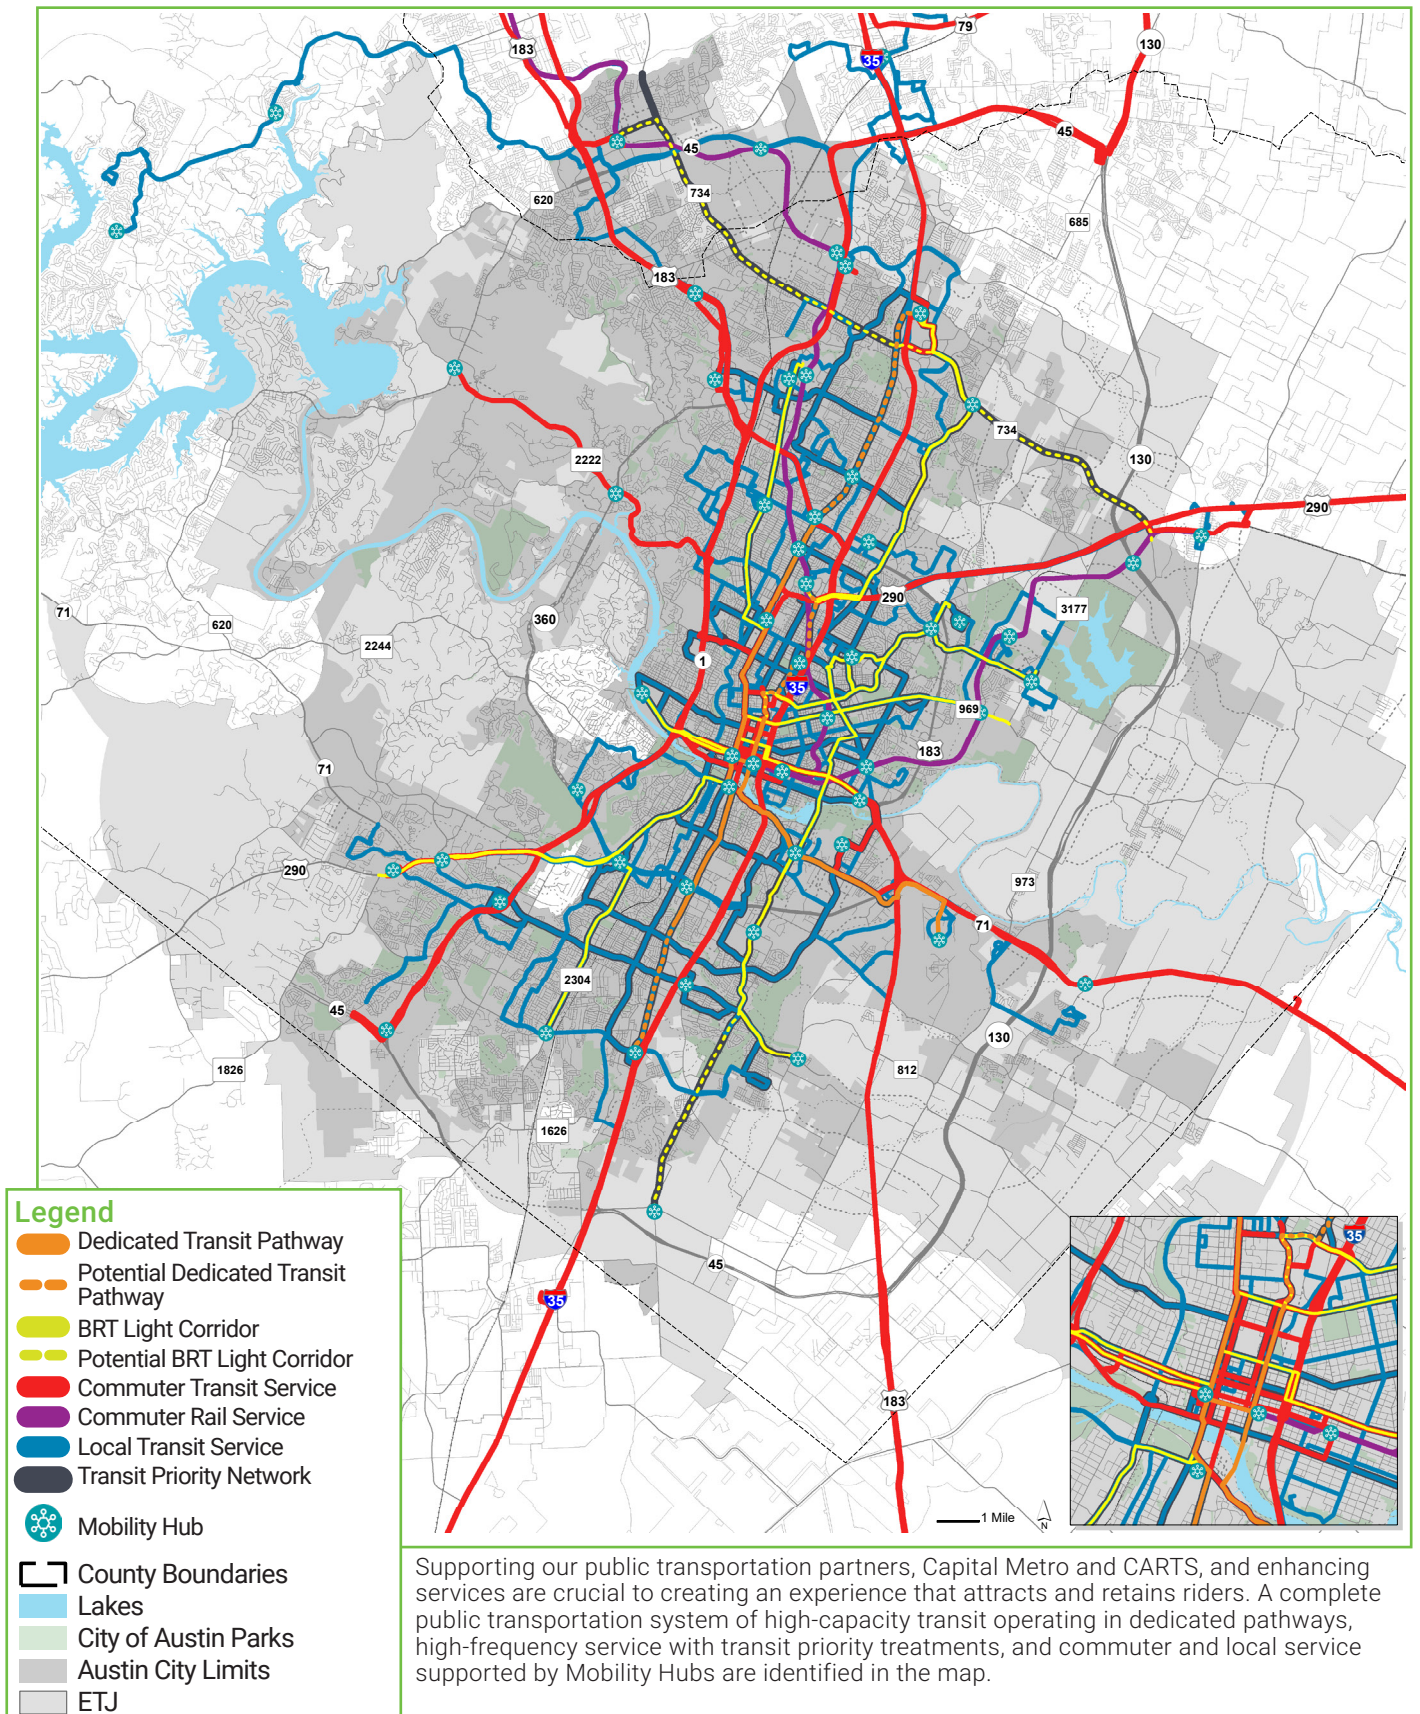 183
79
35
130
45
45
734
620
685
183
734
2222
130
290
71
620
2244
360
290
3177
1
35
969
183
71
290
973
71
2304
45
130
1826
812
1626
45
35
183
35
1 Mile
N
Legend
Dedicated Transit Pathway
Potential Dedicated Transit
Pathway
BRT Light Corridor
Potential BRT Light Corridor
Commuter Transit Service
Commuter Rail Service
Local Transit Service
Transit Priority Network
Mobility Hub
County Boundaries
Lakes
City of Austin Parks
Austin City Limits
ETJ
Supporting our public transportation partners, Capital Metro and CARTS, and enhancing
services are crucial to creating an experience that attracts and retains riders. A complete
public transportation system of high-capacity transit operating in dedicated pathways,
high-frequency service with transit priority treatments, and commuter and local service
supported by Mobility Hubs are identified in the map.